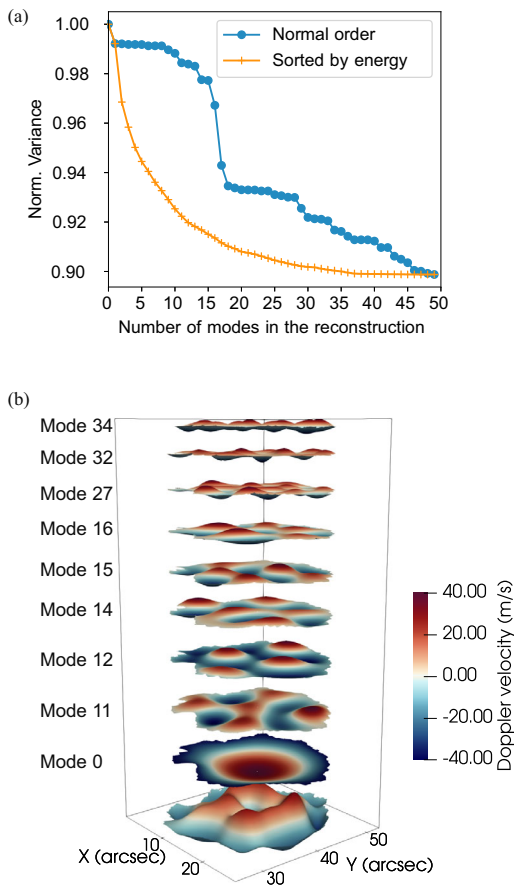 (a)
1.00
0.98
0.96
0.94
0.92
0.90
Norm. Variance
Normal order
Sorted by energy
0 5 10 15 20 25 30 35 40 45 50
Number of modes in the reconstruction
(b)
Mode 34
Mode 32
Mode 27
Mode 16
Mode 15
Mode 14
Mode 12
Mode 11
Mode 0
40.00
20.00
0.00
-20.00
-40.00
Doppler velocity (m/s)
X (arcsec)
10
20
30
40
50
Y (arcsec)